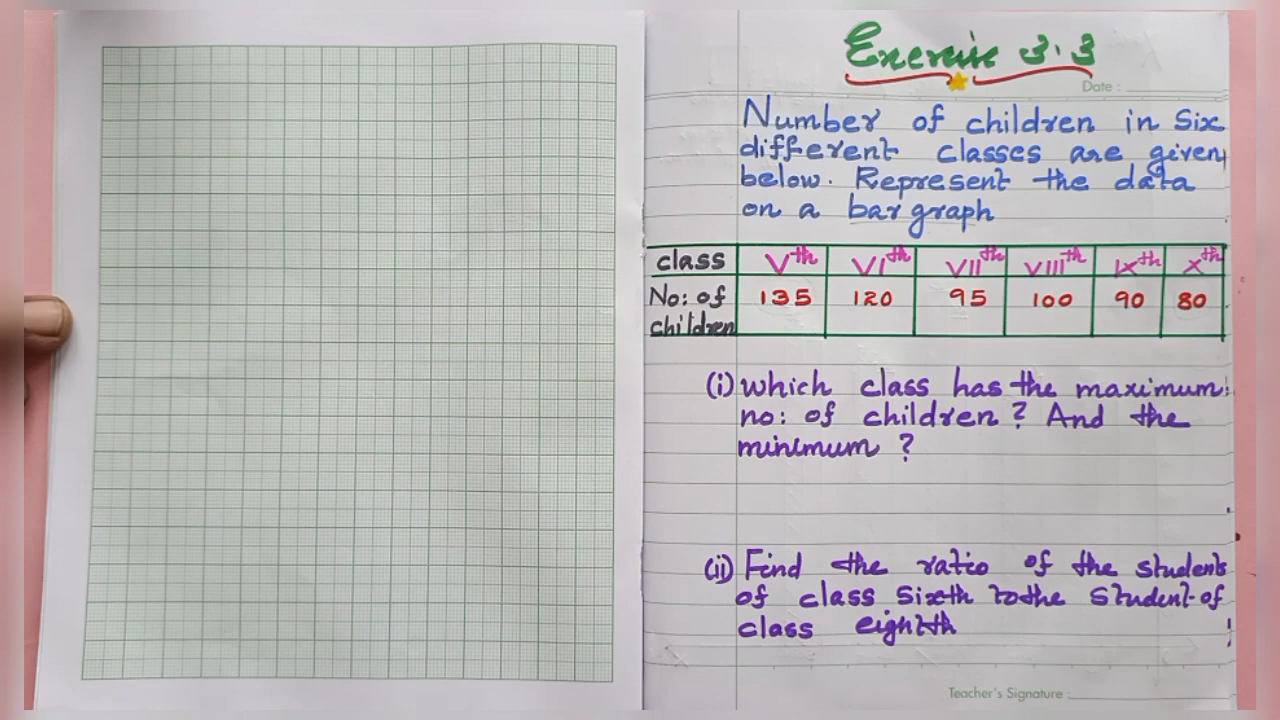 Exercise 3.3
Date :
Number of children in Six
different classes are given
below. Represent the data
on a bar graph
class Vth VIth VIIth VIIIth IXth Xth
No: of 135 120 95 100 90 80
children
(i) which class has the maximum
no: of children? And the
minimum?
(ii) Find the ratio of the students
of class Sixth to the Student of
class eighth
Teacher's Signature :